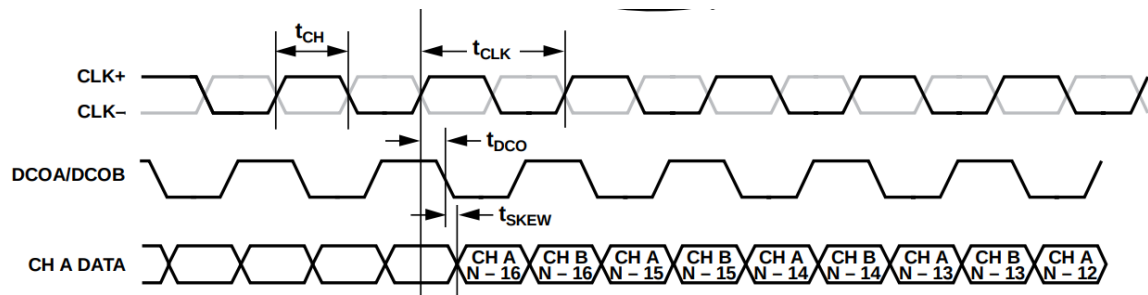 tCH
tCLK
CLK+
CLK–
tDCO
DCOA/DCOB
tSKEW
CH A DATA
CH A CH B CH A CH B CH A CH B CH A CH B CH A
N – 16 N – 16 N – 15 N – 15 N – 14 N – 14 N – 13 N – 13 N – 12